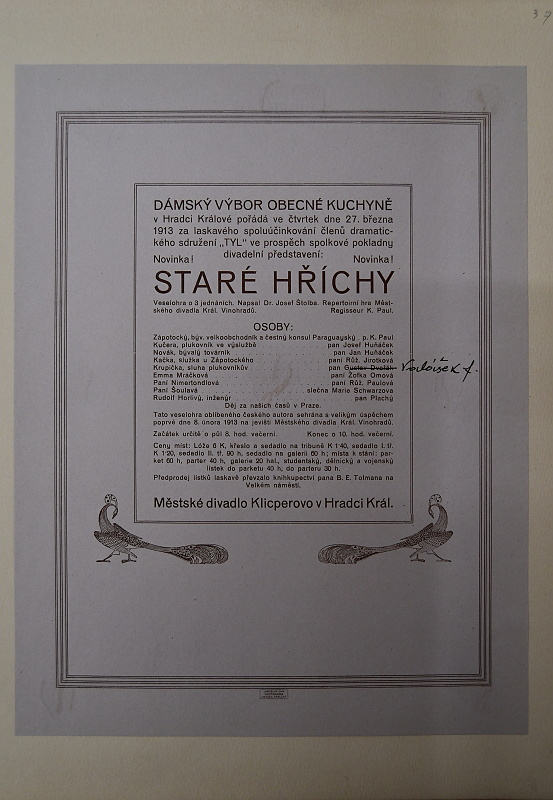 37
DÁMSKÝ VÝBOR OBECNÉ KUCHYNĚ
v Hradci Králové pořádá ve čtvrtek dne 27. března
1913 za laskavého spoluúčinkování členů dramatic-
kého sdružení „TYL“ ve prospěch spolkové pokladny
divadelní představení:
Novinka! Novinka!
STARÉ HŘÍCHY
Veselohra o 3 jednáních. Napsal Dr. Josef Štolba. Repertoirní hra Měst-
ského divadla Král. Vinohradů. Regisseur K. Paul.
OSOBY:
Zápotocký, býv. velkoobchodník a čestný konsul Paraguayský . p. K. Paul
Kučera, plukovník ve výslužbě pan Josef Huňáček
Novák, bývalý továrník pan Jan Huňáček
Kačka, služka u Zápotockého paní Růž. Jirotková
Krupička, sluha plukovníkův pan Gustav Dvořák
Emma Mráčková paní Žofka Omová
Paní Nimertondlová paní Růž. Paulová
Paní Šoulavá slečna Marie Schwarzova
Rudolf Horlivý, inženýr pan Plachý
Děj za našich časů v Praze.
Tato veselohra oblíbeného českého autora sehrána s velikým úspěchem
poprvé dne 8. února 1913 na jevišti Městského divadla Král. Vinohradů.
Začátek určitě o půl 8. hod. večerní. Konec o 10. hod. večerní.
Ceny míst: Lóže 6 K, křeslo a sedadlo na tribuně K 1·40, sedadlo I. tř.
K 1·20, sedadlo II. tř. 90 h, sedadlo na galerii 60 h; místa k stání: par-
ket 60 h, parter 40 h, galerie 20 hal., studentský, dělnický a vojenský
lístek do parketu 40 h, do parteru 30 h.
Předprodej lístků laskavě převzalo knihkupectví pana B. E. Tolmana na
Velkém náměstí.
Městské divadlo Klicperovo v Hradci Král.